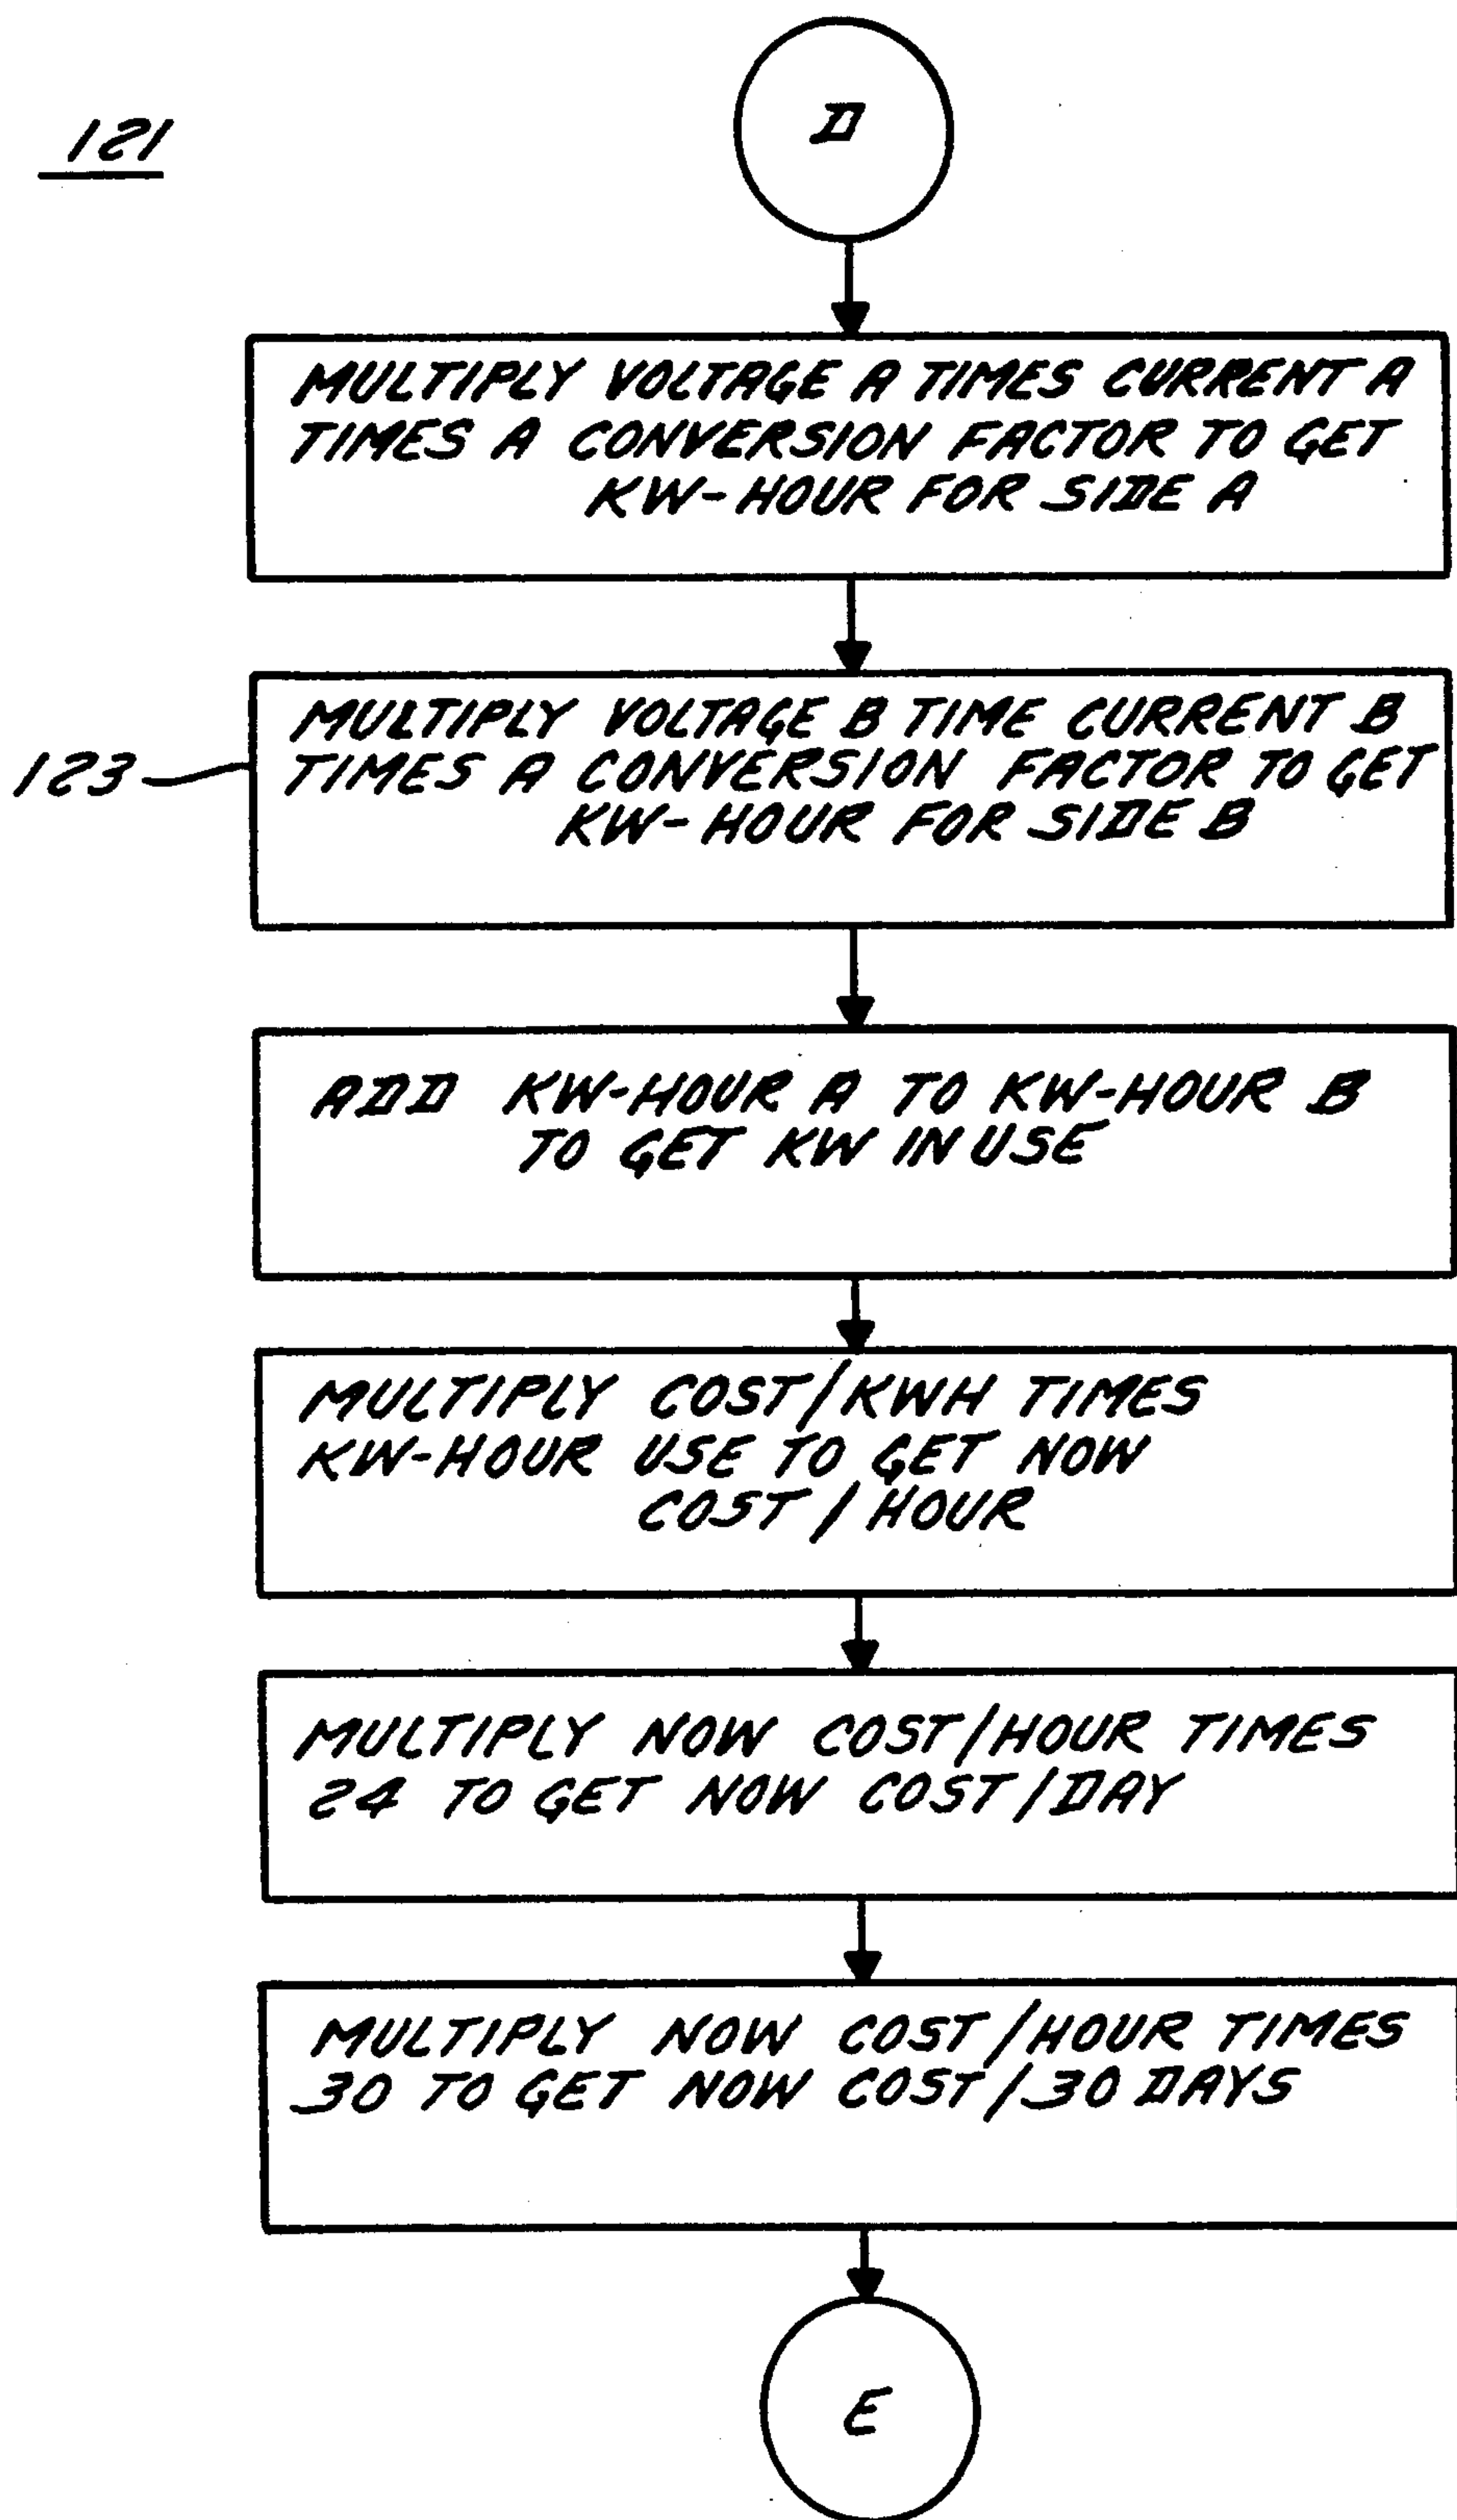 121
D
MULTIPLY VOLTAGE A TIMES CURRENT A
TIMES A CONVERSION FACTOR TO GET
KW-HOUR FOR SIDE A
123
MULTIPLY VOLTAGE B TIME CURRENT B
TIMES A CONVERSION FACTOR TO GET
KW-HOUR FOR SIDE B
ADD KW-HOUR A TO KW-HOUR B
TO GET KW IN USE
MULTIPLY COST/KWH TIMES
KW-HOUR USE TO GET NOW
COST/HOUR
MULTIPLY NOW COST/HOUR TIMES
24 TO GET NOW COST/DAY
MULTIPLY NOW COST/HOUR TIMES
30 TO GET NOW COST/30 DAYS
E